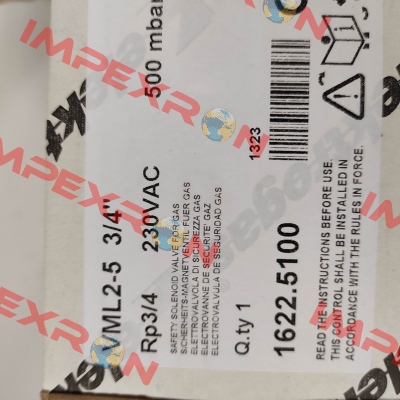 VML2-5 3/4"
Rp3/4 230VAC 500 mbar
SAFETY SOLENOID VALVE FOR GAS
SICHERHEITS-MAGNETVENTIL FUER GAS
ELETTROVALVOLA DI SICUREZZA GAS
ELECTROVANNE DE SECURITE' GAZ
ELECTROVALVULA DE SEGURIDAD GAS
Q.ty 1
1323
1622.5100
READ THE INSTRUCTIONS BEFORE USE.
THIS CONTROL SHALL BE INSTALLED IN
ACCORDANCE WITH THE RULES IN FORCE.
IMPEXRON
IMPEXRON
IMPEXRON